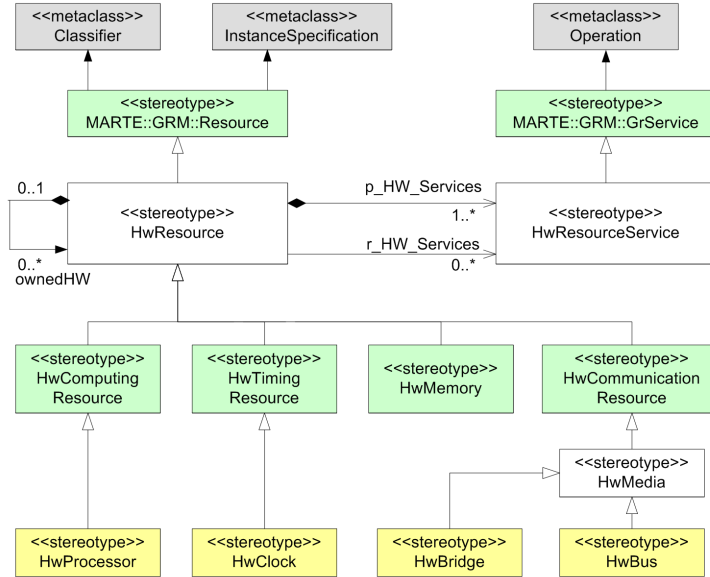 <<metaclass>>
Classifier
<<metaclass>>
InstanceSpecification
<<metaclass>>
Operation
<<stereotype>>
MARTE::GRM::Resource
<<stereotype>>
MARTE::GRM::GrService
0..1
<<stereotype>>
HwResource
p_HW_Services
1..*
<<stereotype>>
HwResourceService
r_HW_Services
0..*
0..*
ownedHW
<<stereotype>>
HwComputing
Resource
<<stereotype>>
HwTiming
Resource
<<stereotype>>
HwMemory
<<stereotype>>
HwCommunication
Resource
<<stereotype>>
HwMedia
<<stereotype>>
HwProcessor
<<stereotype>>
HwClock
<<stereotype>>
HwBridge
<<stereotype>>
HwBus